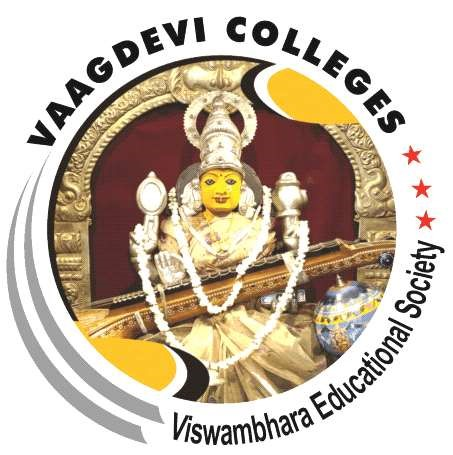 VAAGDEVI COLLEGES
Viswambhara Educational Society